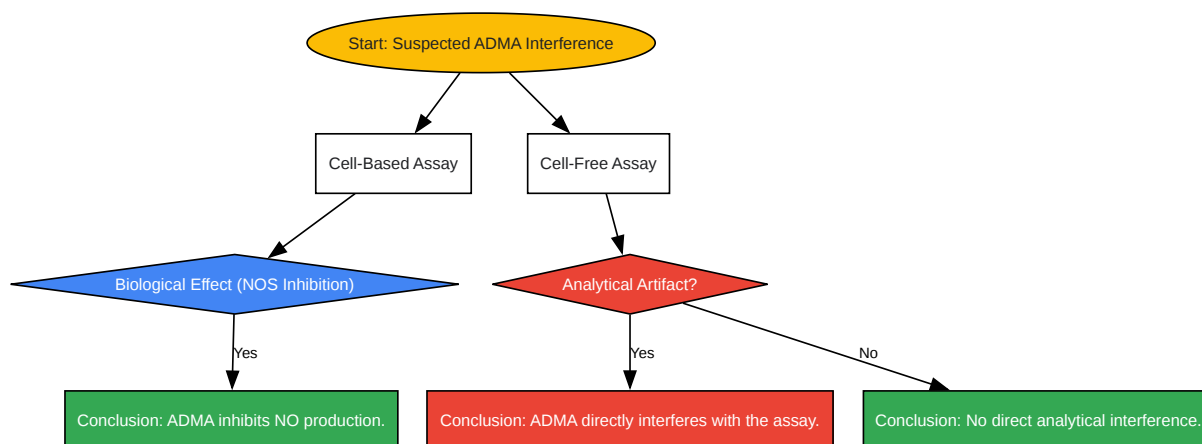 Start: Suspected ADMA Interference
Cell-Based Assay
Cell-Free Assay
Biological Effect (NOS Inhibition)
Analytical Artifact?
Yes
Yes
No
Conclusion: ADMA inhibits NO production.
Conclusion: ADMA directly interferes with the assay.
Conclusion: No direct analytical interference.